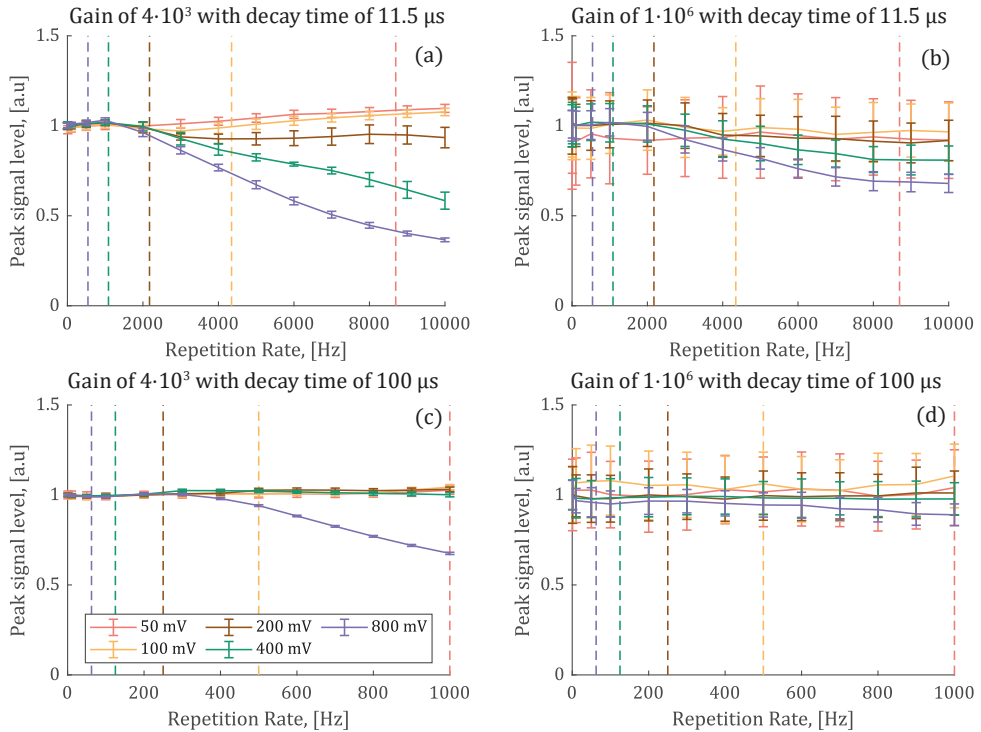 Gain of 4·10³ with decay time of 11.5 μs
(a)
Peak signal level, [a.u]
1.5
1
0.5
0
0 2000 4000 6000 8000 10000
Repetition Rate, [Hz]
Gain of 1·10⁶ with decay time of 11.5 μs
(b)
Peak signal level, [a.u]
1.5
1
0.5
0
0 2000 4000 6000 8000 10000
Repetition Rate, [Hz]
Gain of 4·10³ with decay time of 100 μs
(c)
Peak signal level, [a.u]
1.5
1
0.5
0
50 mV 200 mV 800 mV
100 mV 400 mV
0 200 400 600 800 1000
Repetition Rate, [Hz]
Gain of 1·10⁶ with decay time of 100 μs
(d)
Peak signal level, [a.u]
1.5
1
0.5
0
0 200 400 600 800 1000
Repetition Rate, [Hz]